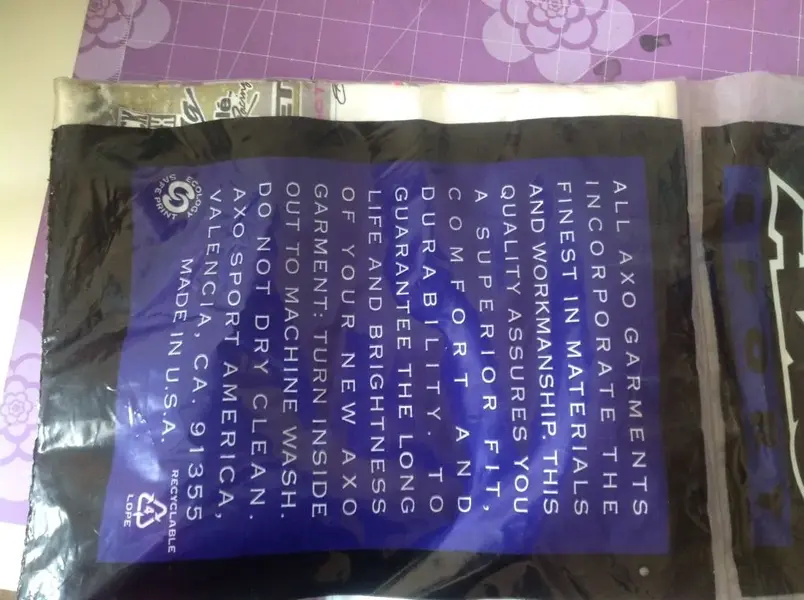 ALL AXO GARMENTS
INCORPORATE THE
FINEST IN MATERIALS
AND WORKMANSHIP. THIS
QUALITY ASSURES YOU
A SUPERIOR FIT,
COMFORT AND
DURABILITY. TO
GUARANTEE THE LONG
LIFE AND BRIGHTNESS
OF YOUR NEW AXO
GARMENT: TURN INSIDE
OUT TO MACHINE WASH.
DO NOT DRY CLEAN.
AXO SPORT AMERICA,
VALENCIA, CA. 91355
MADE IN U.S.A.
ECOLOGY
SAFE PRINT
RECYCLABLE
4
LDPE